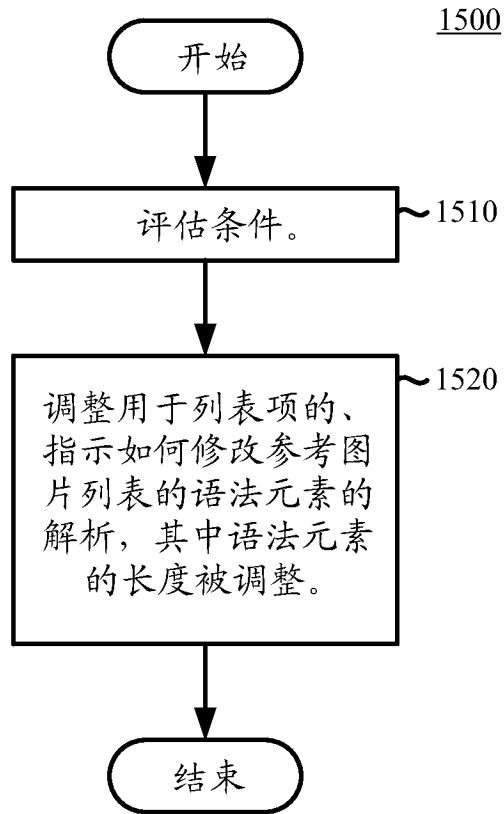 1500
开始
评估条件。
1510
1520
调整用于列表项的、
指示如何修改参考图
片列表的语法元素的
解析，其中语法元素
的长度被调整。
结束